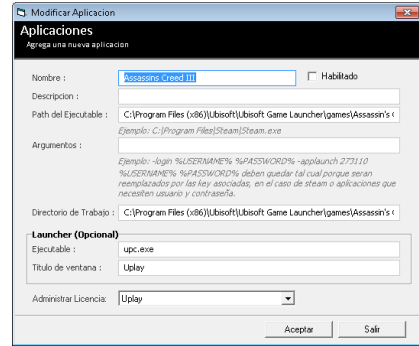 Modificar Aplicacion
Aplicaciones
Agrega una nueva aplicacion
Nombre :
Assassins Creed III
Habilitado
Descripcion :
Path del Ejecutable :
C:\Program Files (x86)\Ubisoft\Ubisoft Game Launcher\games\Assassin's C
Ejemplo: C:\Program Files\Steam\Steam.exe
Argumentos :
Ejemplo: -login %USERNAME% %PASSWORD% -applaunch 273110
%USERNAME% %PASSWORD% deben quedar tal cual porque seran
reemplazados por las key asociadas, en el caso de steam o aplicaciones que
necesiten usuario y contraseña.
Directorio de Trabajo :
C:\Program Files (x86)\Ubisoft\Ubisoft Game Launcher\games\Assassin's C
Launcher (Opcional)
Ejecutable :
upc.exe
Titulo de ventana :
Uplay
Administrar Licencia:
Uplay
Aceptar
Salir